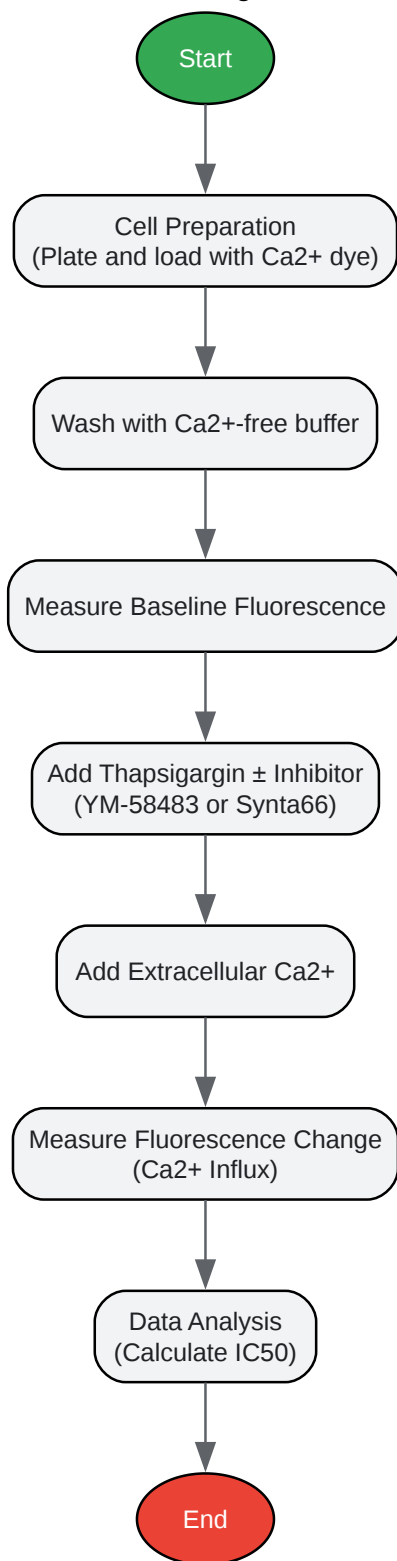 Start
Cell Preparation
(Plate and load with Ca2+ dye)
Wash with Ca2+-free buffer
Measure Baseline Fluorescence
Add Thapsigargin ± Inhibitor
(YM-58483 or Synta66)
Add Extracellular Ca2+
Measure Fluorescence Change
(Ca2+ Influx)
Data Analysis
(Calculate IC50)
End